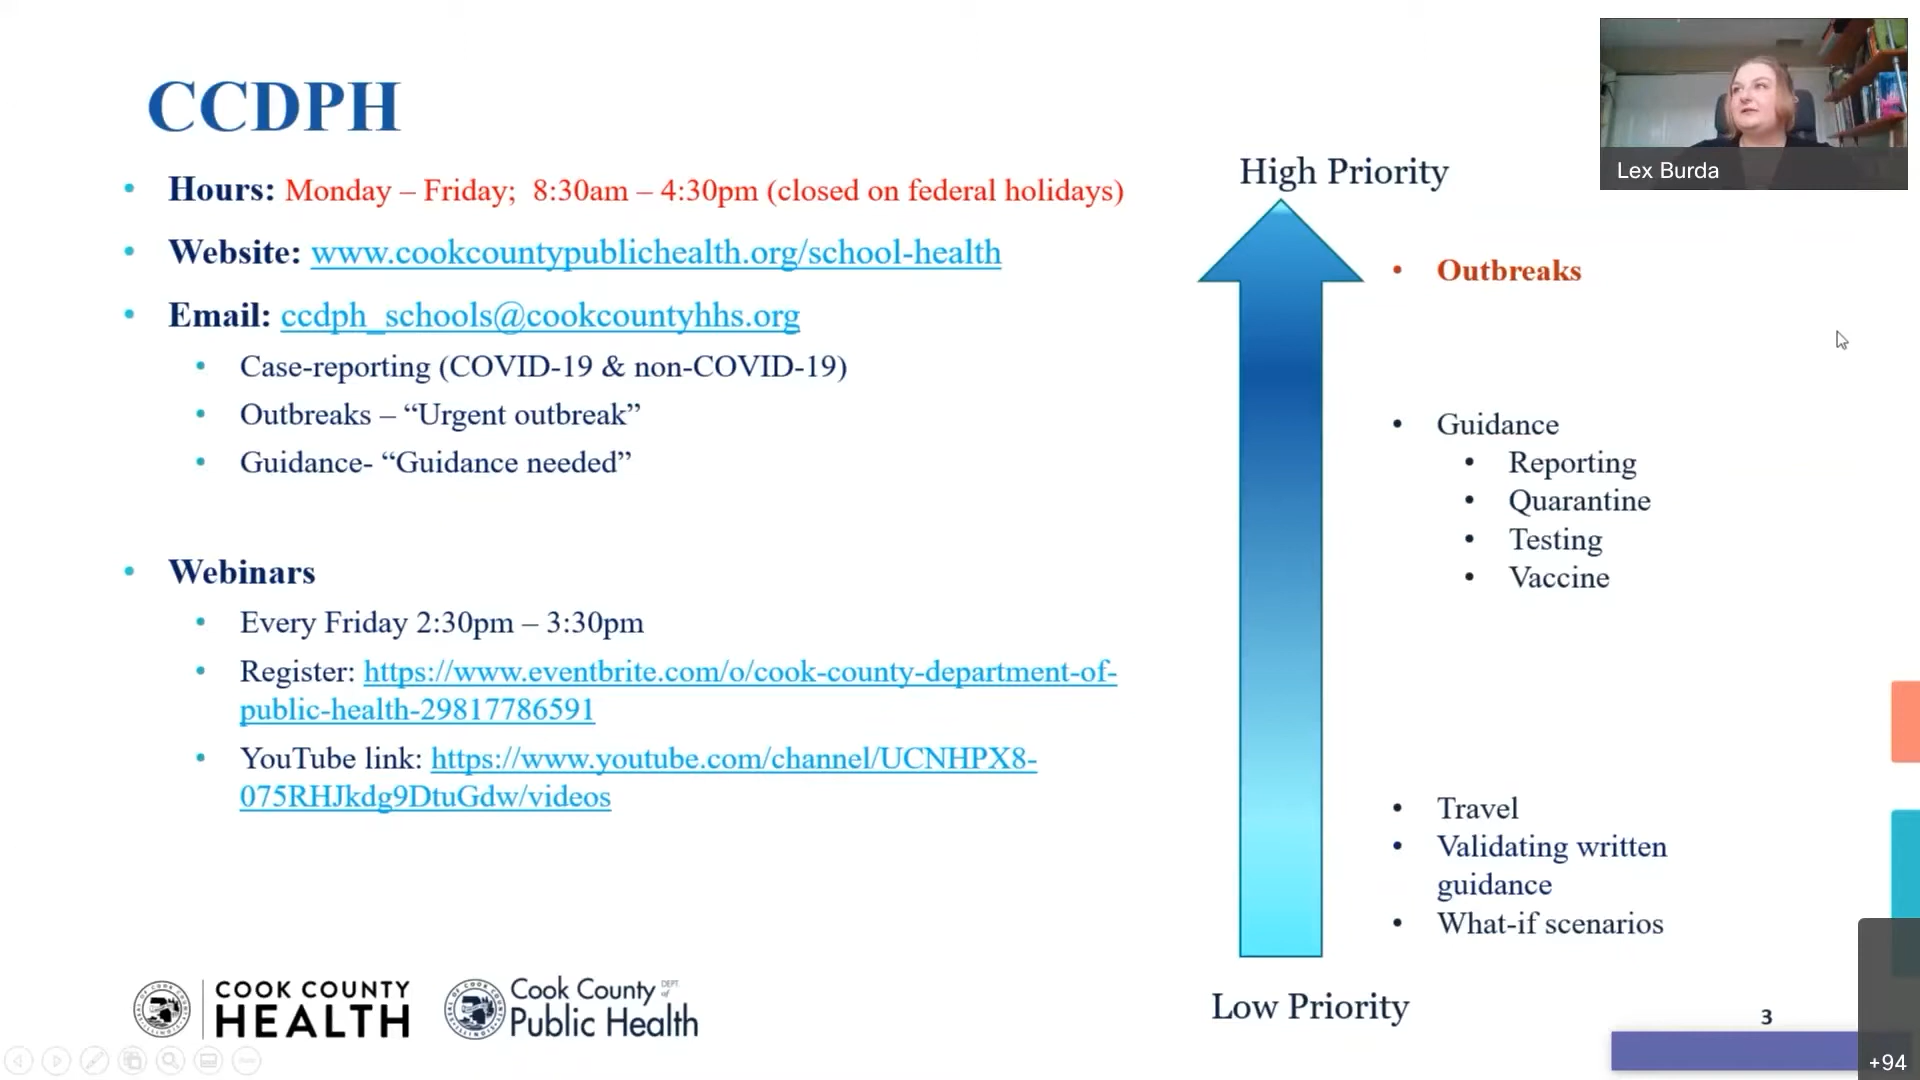 CCDPH
Hours: Monday – Friday; 8:30am – 4:30pm (closed on federal holidays)
Website: www.cookcountypublichealth.org/school-health
Email: ccdph_schools@cookcountyhhs.org
Case-reporting (COVID-19 & non-COVID-19)
Outbreaks – “Urgent outbreak”
Guidance- “Guidance needed”
Webinars
Every Friday 2:30pm – 3:30pm
Register: https://www.eventbrite.com/o/cook-county-department-of-
public-health-29817786591
YouTube link: https://www.youtube.com/channel/UCNHPX8-
075RHJkdg9DtuGdw/videos
High Priority
Outbreaks
Guidance
Reporting
Quarantine
Testing
Vaccine
Travel
Validating written
guidance
What-if scenarios
Low Priority
Lex Burda
COOK COUNTY
HEALTH
Cook County DEPT. of
Public Health
3
+94